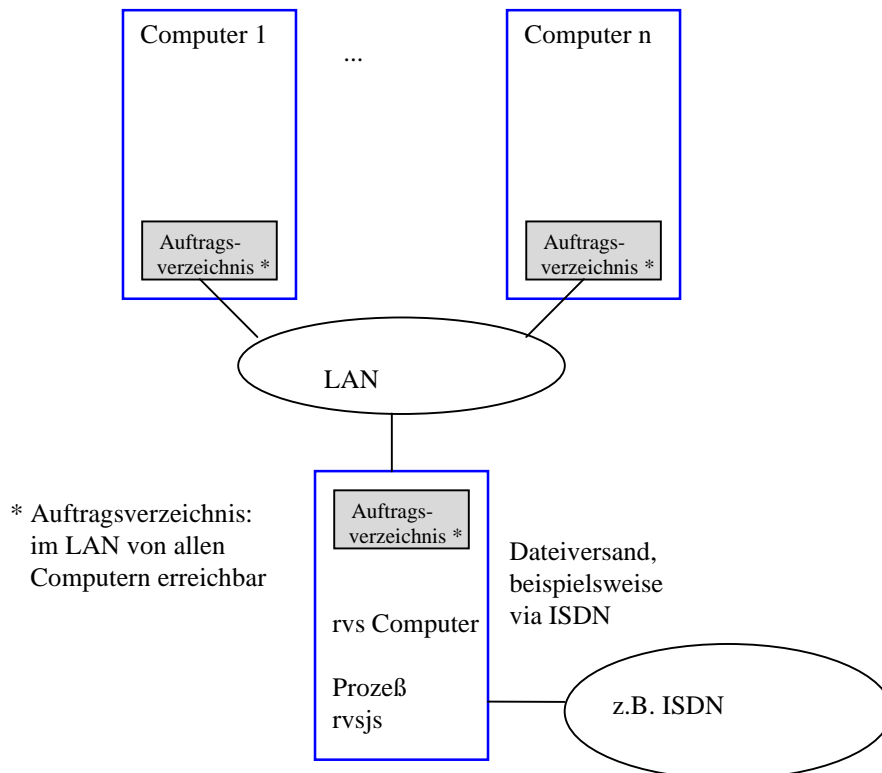 Computer 1
...
Computer n
Auftrags-
verzeichnis *
Auftrags-
verzeichnis *
LAN
* Auftragsverzeichnis:
im LAN von allen
Computern erreichbar
Auftrags-
verzeichnis *
rvs Computer
Prozeß
rvsjs
Dateiversand,
beispielsweise
via ISDN
z.B. ISDN